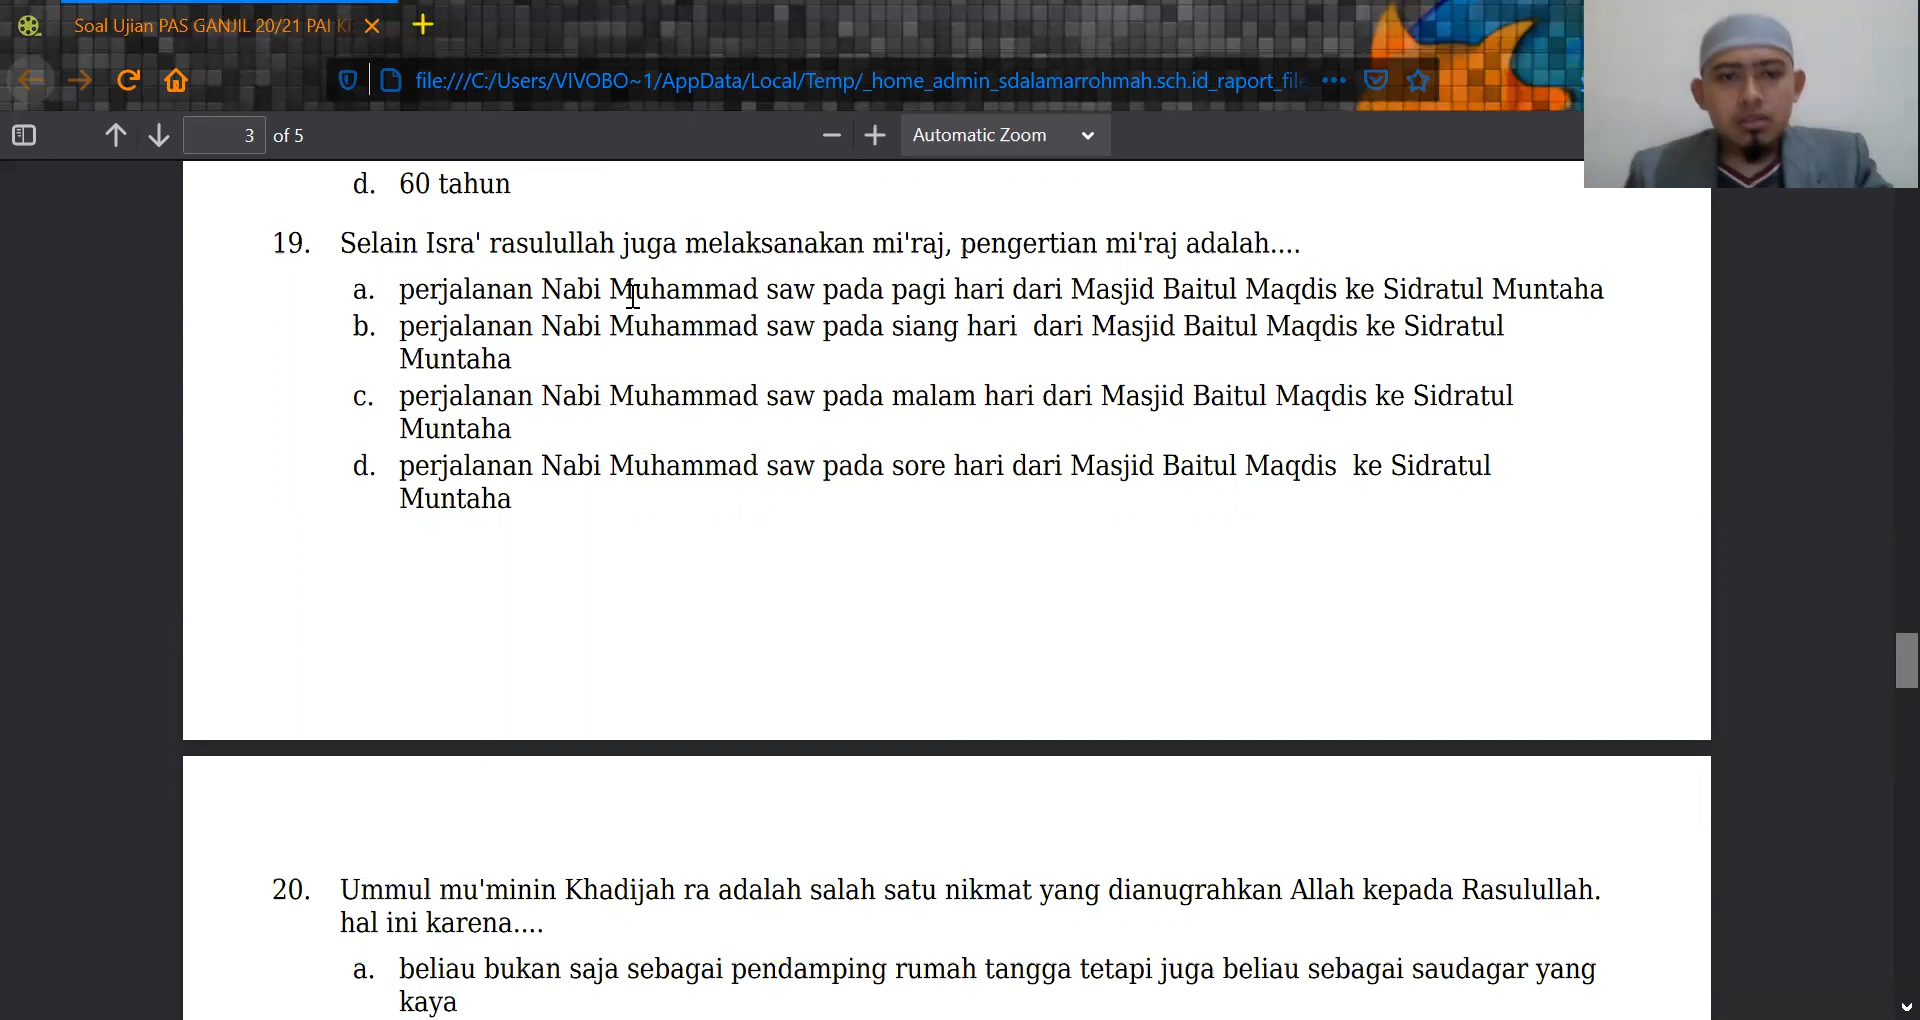 Soal Ujian PAS GANJIL 20/21 PAI KI
file:///C:/Users/VIVOBO~1/AppData/Local/Temp/_home_admin_sdalamarrohmah.sch.id_raport_file
3 of 5
Automatic Zoom
d. 60 tahun
19. Selain Isra' rasulullah juga melaksanakan mi'raj, pengertian mi'raj adalah....
a. perjalanan Nabi Muhammad saw pada pagi hari dari Masjid Baitul Maqdis ke Sidratul Muntaha
b. perjalanan Nabi Muhammad saw pada siang hari dari Masjid Baitul Maqdis ke Sidratul
Muntaha
c. perjalanan Nabi Muhammad saw pada malam hari dari Masjid Baitul Maqdis ke Sidratul
Muntaha
d. perjalanan Nabi Muhammad saw pada sore hari dari Masjid Baitul Maqdis ke Sidratul
Muntaha
20. Ummul mu'minin Khadijah ra adalah salah satu nikmat yang dianugrahkan Allah kepada Rasulullah.
hal ini karena....
a. beliau bukan saja sebagai pendamping rumah tangga tetapi juga beliau sebagai saudagar yang
kaya